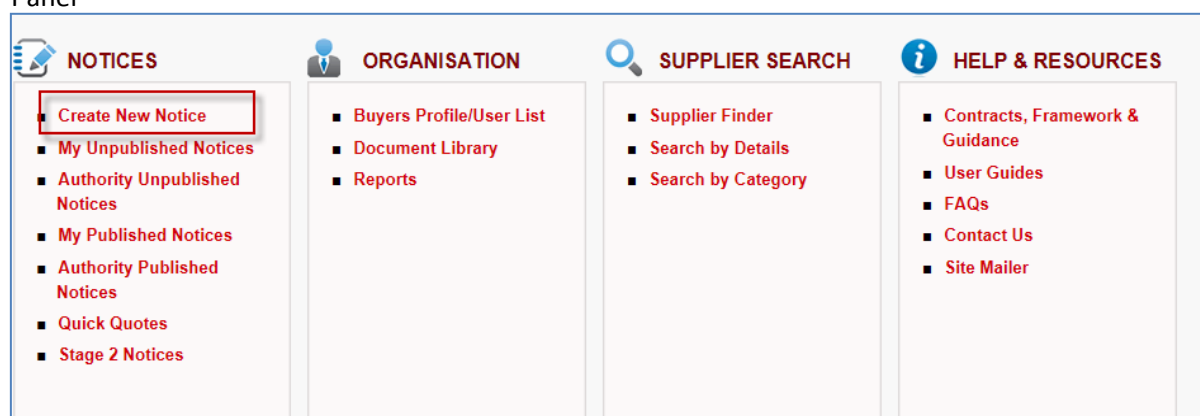 Panel
NOTICES
Create New Notice
My Unpublished Notices
Authority Unpublished
Notices
My Published Notices
Authority Published
Notices
Quick Quotes
Stage 2 Notices
ORGANISATION
Buyers Profile/User List
Document Library
Reports
SUPPLIER SEARCH
Supplier Finder
Search by Details
Search by Category
HELP & RESOURCES
Contracts, Framework &
Guidance
User Guides
FAQs
Contact Us
Site Mailer